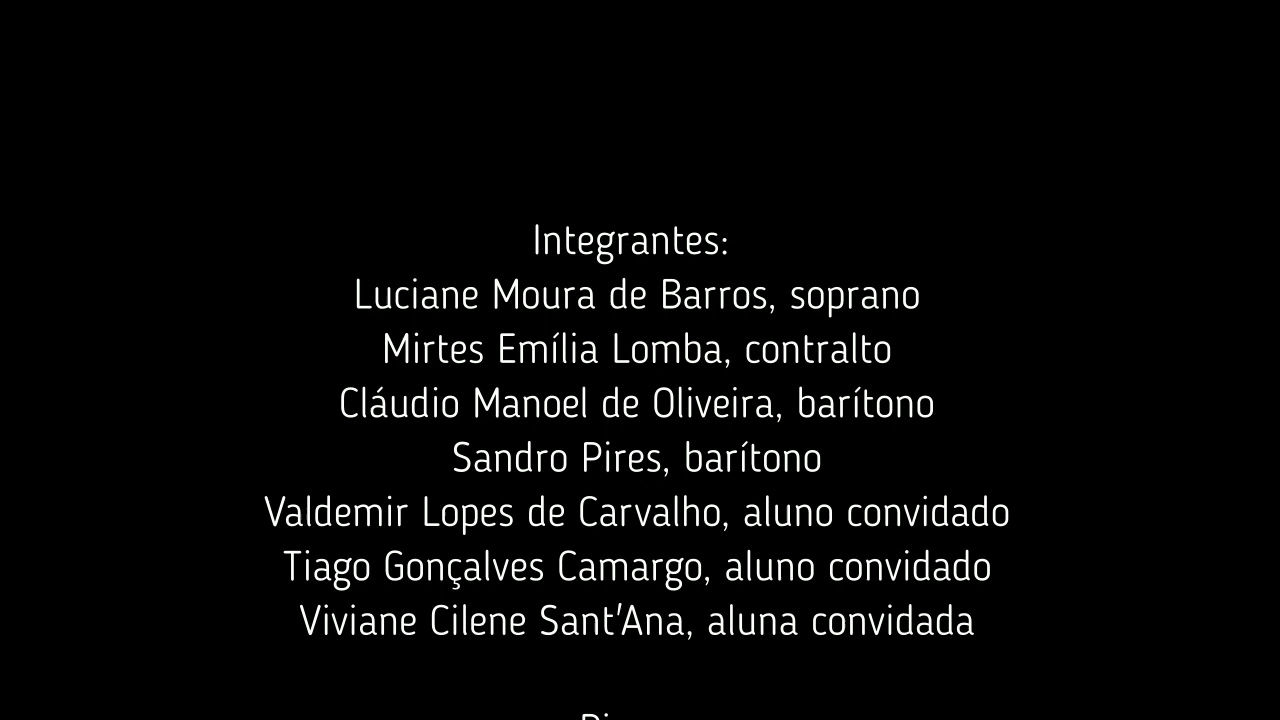 Integrantes:
Luciane Moura de Barros, soprano
Mirtes Emília Lomba, contralto
Cláudio Manoel de Oliveira, barítono
Sandro Pires, barítono
Valdemir Lopes de Carvalho, aluno convidado
Tiago Gonçalves Camargo, aluno convidado
Viviane Cilene Sant'Ana, aluna convidada